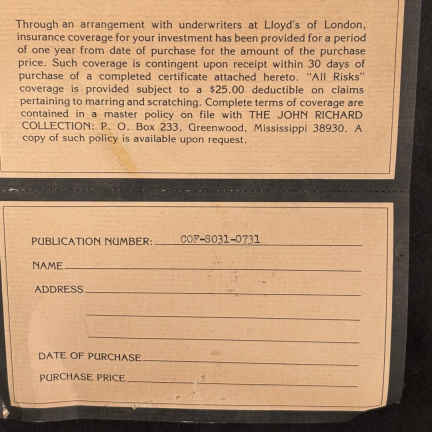 Through an arrangement with underwriters at Lloyd's of London,
insurance coverage for your investment has been provided for a period
of one year from date of purchase for the amount of the purchase
price. Such coverage is contingent upon receipt within 30 days of
purchase of a completed certificate attached hereto. "All Risks"
coverage is provided subject to a $25.00 deductible on claims
pertaining to marring and scratching. Complete terms of coverage are
contained in a master policy on file with THE JOHN RICHARD
COLLECTION: P. O. Box 233, Greenwood, Mississippi 38930. A
copy of such policy is available upon request.
PUBLICATION NUMBER: COF-8031-0731
NAME
ADDRESS
DATE OF PURCHASE
PURCHASE PRICE